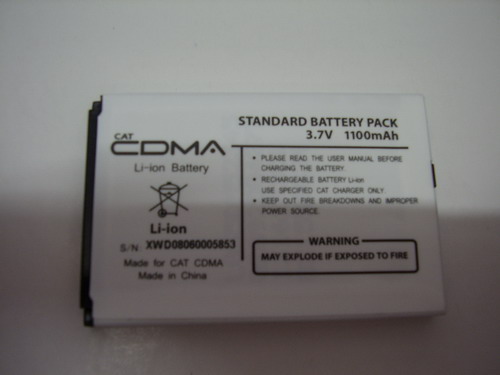 STANDARD BATTERY PACK
3.7V 1100mAh
CAT
CDMA
Li-ion Battery
Li-ion
S/N XWD08060005853
Made for CAT CDMA
Made in China
• PLEASE READ THE USER MANUAL BEFORE
CHARGING.
• RECHARGEABLE BATTERY Li-ion
USE SPECIFIED CAT CHARGER ONLY.
• KEEP OUT FIRE BREAKDOWNS AND IMPROPER
POWER SOURCE.
WARNING
MAY EXPLODE IF EXPOSED TO FIRE